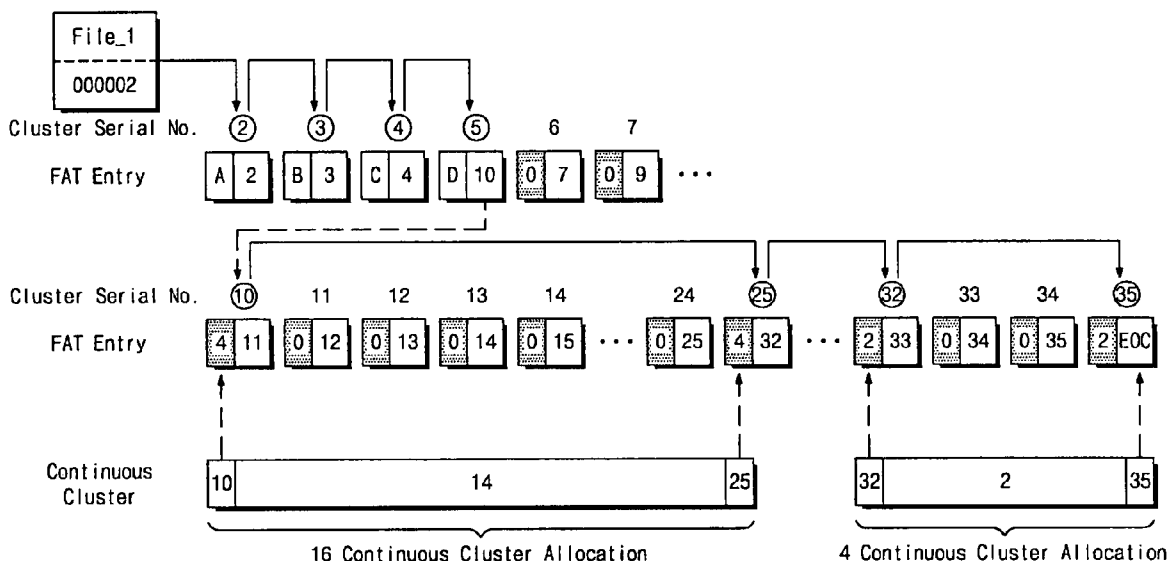 File_1
000002
Cluster Serial No. 2 3 4 5 6 7
FAT Entry A 2 B 3 C 4 D 10 0 7 0 9 ···
Cluster Serial No. 10 11 12 13 14 24 25 32 33 34 35
FAT Entry 4 11 0 12 0 13 0 14 0 15 ··· 0 25 4 32 ··· 2 33 0 34 0 35 2 EOC
Continuous
Cluster
10 14 25 32 2 35
16 Continuous Cluster Allocation 4 Continuous Cluster Allocation